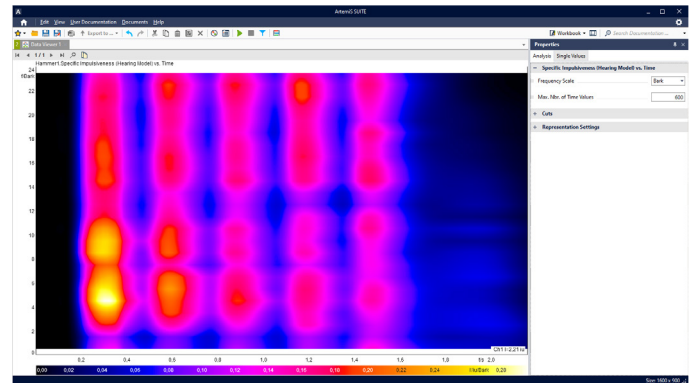 ArtemiS SUITE
Edit View User Documentation Documents Help
Export to ...
Workbook
Search Documentation ...
2 Data Viewer 1
1 / 1
Properties
Analysis Single Values
Specific Impulsiveness (Hearing Model) vs. Time
Frequency Scale Bark
Max. Nbr. of Time Values 600
Cuts
Representation Settings
Hammer1.Specific Impulsiveness (Hearing Model) vs. Time
24
f/Bark
22
20
18
16
14
12
10
8
6
4
2
0
0,2 0,4 0,6 0,8 1,0 1,2 1,4 1,6 1,8 t/s 2,0
0,00 0,02 0,04 0,06 0,08 0,10 0,12 0,14 0,16 0,18 0,20 0,22 0,24 0,28
Size: 1600 x 900